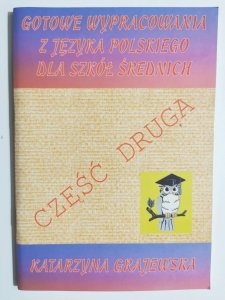 GOTOWE WYPRACOWANIA
Z JĘZYKA POLSKIEGO
DLA SZKÓŁ ŚREDNICH
CZĘŚĆ DRUGA
KATARZYNA GRAJEWSKA